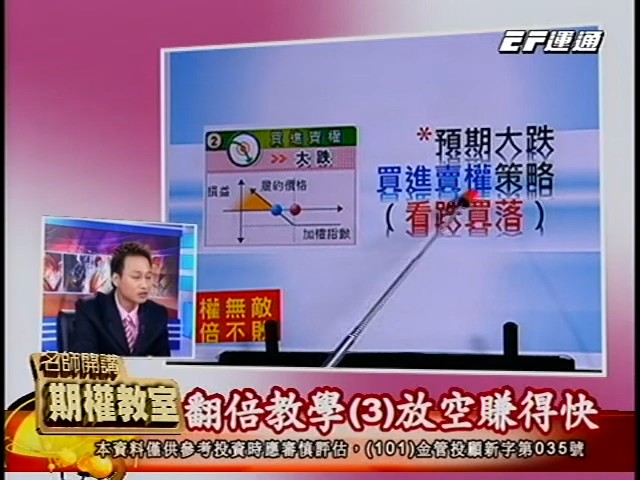 EF運通
*預期大跌
買進賣權策略
(看跌買落)
2 買進賣權
>> 大跌
損益
履約價格
加權指數
權無敵
倍不敗
名師開講
期權教室
翻倍教學(3)放空賺得快
本資料僅供參考投資時應審慎評估，(101)金管投顧新字第035號